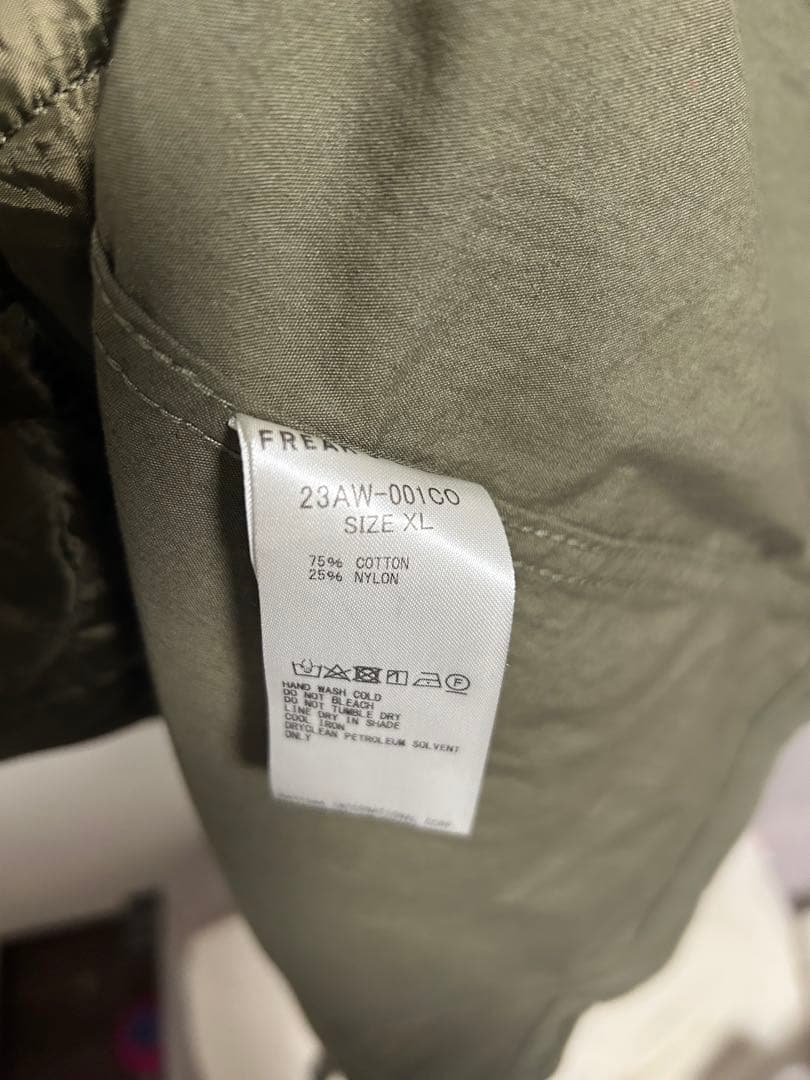 FREAK
23AW-001CO
SIZE XL
75% COTTON
25% NYLON
HAND WASH COLD
DO NOT BLEACH
DO NOT TUMBLE DRY
LINE DRY IN SHADE
COOL IRON
DRYCLEAN PETROLEUM SOLVENT
ONLY